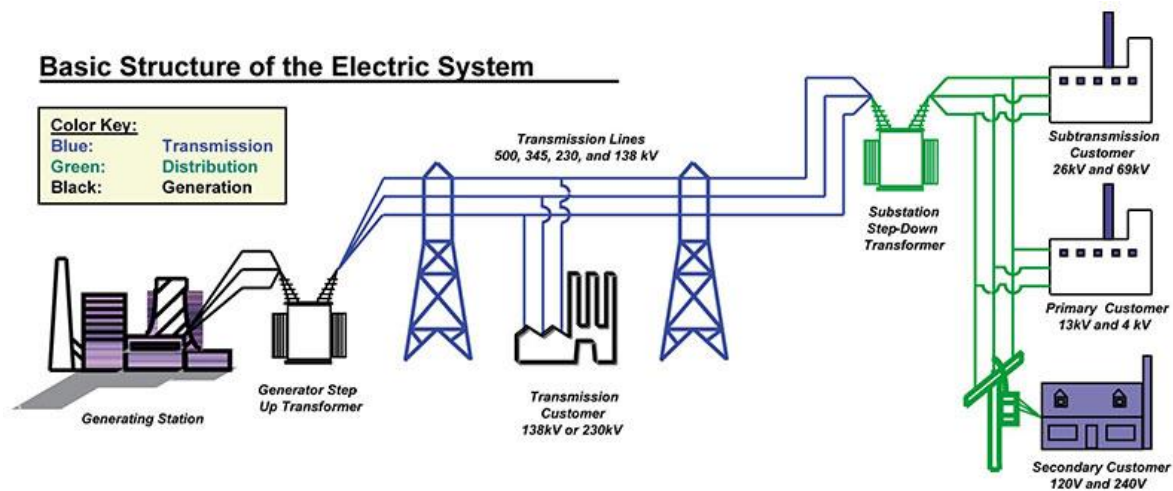 Basic Structure of the Electric System
Color Key:
Blue: Transmission
Green: Distribution
Black: Generation
Transmission Lines
500, 345, 230, and 138 kV
Substation
Step-Down
Transformer
Subtransmission
Customer
26kV and 69kV
Primary Customer
13kV and 4 kV
Generating Station
Generator Step
Up Transformer
Transmission
Customer
138kV or 230kV
Secondary Customer
120V and 240V